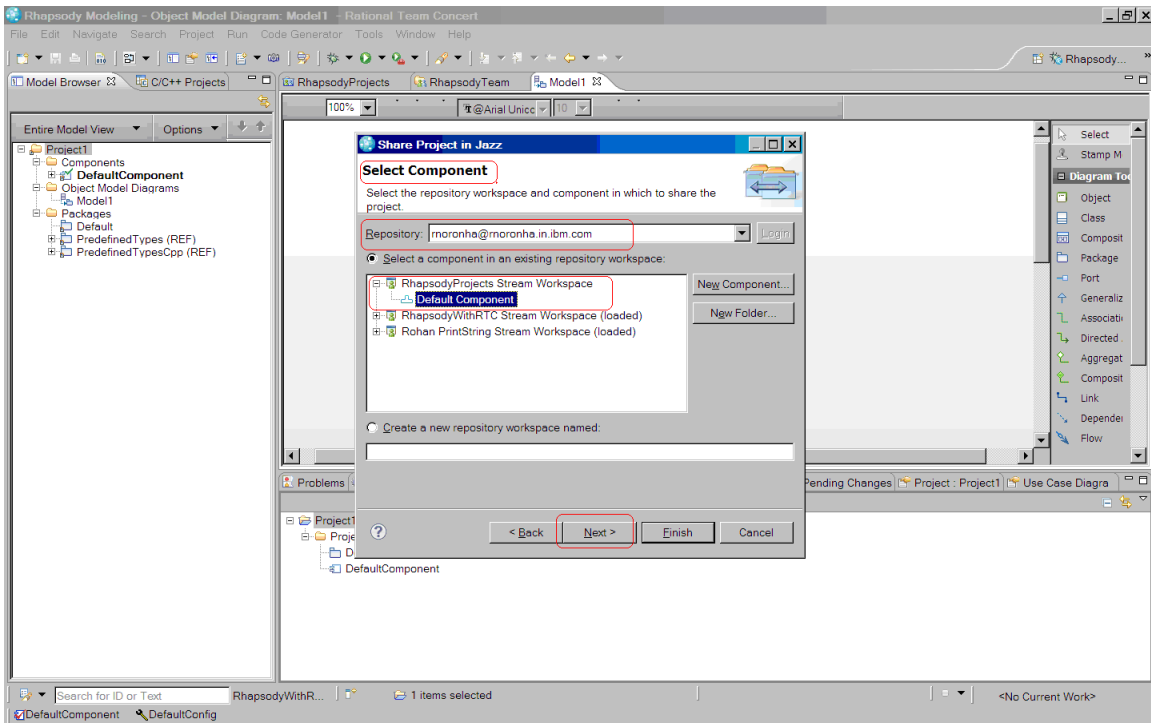 Rhapsody Modeling - Object Model Diagram: Model1 - Rational Team Concert
File Edit Navigate Search Project Run Code Generator Tools Window Help
Rhapsody...
Model Browser
C/C++ Projects
RhapsodyProjects
RhapsodyTeam
Model1
100%
@Arial Unicc
10
Entire Model View
Options
Project1
Components
DefaultComponent
Object Model Diagrams
Model1
Packages
Default
PredefinedTypes (REF)
PredefinedTypesCpp (REF)
Share Project in Jazz
Select Component
Select the repository workspace and component in which to share the
project.
Repository: rnoronha@rnoronha.in.ibm.com
Login
Select a component in an existing repository workspace:
RhapsodyProjects Stream Workspace
Default Component
RhapsodyWithRTC Stream Workspace (loaded)
Rohan PrintString Stream Workspace (loaded)
New Component...
New Folder...
Create a new repository workspace named:
< Back
Next >
Finish
Cancel
Select
Stamp M
Diagram Too
Object
Class
Composit
Package
Port
Generaliz
Associati
Directed
Aggregat
Composit
Link
Depende
Flow
Problems
Pending Changes
Project : Project1
Use Case Diagra
Project1
Proje
D
DefaultComponent
Search for ID or Text
RhapsodyWithR...
1 items selected
<No Current Work>
DefaultComponent
DefaultConfig